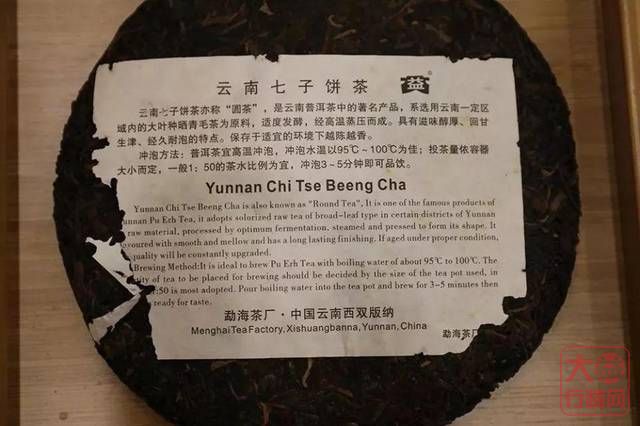 云南七子饼茶 益
云南七子饼茶亦称“圆茶”，是云南普洱茶中的著名产品，系选用云南一定区
域内的大叶种晒青毛茶为原料，适度发酵，经高温蒸压而成。具有滋味醇厚、回甘
生津、经久耐泡的特点。保存于适宜的环境下越陈越香。
冲泡方法：普洱茶宜高温冲泡，冲泡水温以95℃~100℃为佳；投茶量依容器
大小而定，一般1：50的茶水比例为宜，冲泡3~5分钟即可品饮。
Yunnan Chi Tse Beeng Cha
Yunnan Chi Tse Beeng Cha is also known as "Round Tea". It is one of the famous products of
unnan Pu Erh Tea, it adopts solorized raw tea of broad-leaf type in certain districts of Yunnan
raw material, processed by optimum fermentation, steamed and pressed to form its shape. It
avoured with smooth and mellow and has a long lasting finishing. If aged under proper condition,
quality will be constantly upgraded.
Brewing Method: It is ideal to brew Pu Erh Tea with boiling water of about 95℃ to 100℃. The
tity of tea to be placed for brewing should be decided by the size of the tea pot used, in
:50 is most adopted. Pour boiling water into the tea pot and brew for 3-5 minutes then
ready for taste.
勐海茶厂·中国云南西双版纳
Menghai Tea Factory, Xishuangbanna, Yunnan, China
勐海茶厂